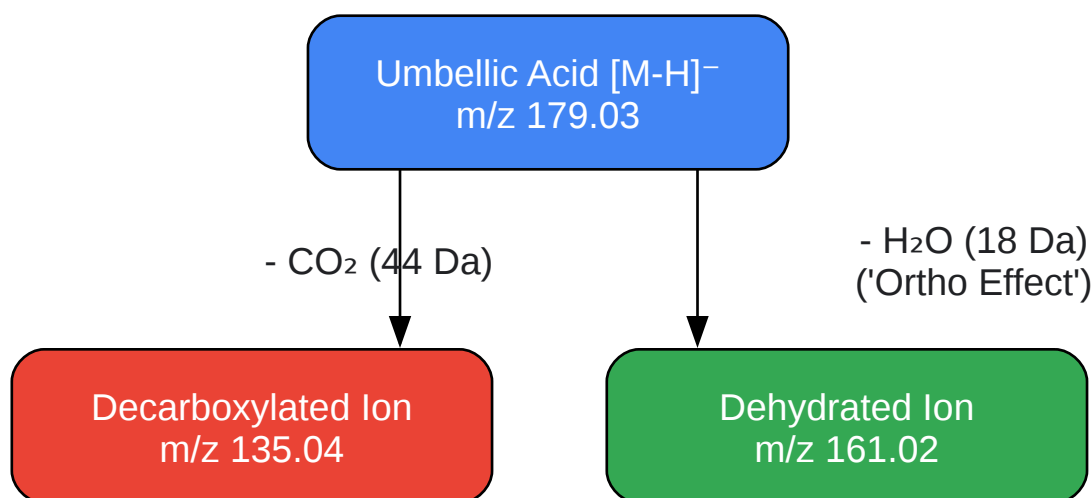 Umbellic Acid [M-H]⁻
m/z 179.03
- CO₂ (44 Da)
- H₂O (18 Da)
('Ortho Effect')
Decarboxylated Ion
m/z 135.04
Dehydrated Ion
m/z 161.02